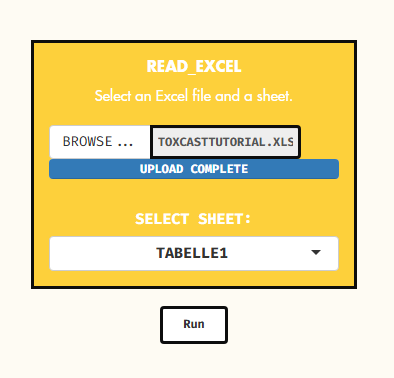 READ_EXCEL
Select an Excel file and a sheet.
BROWSE... TOXCASTTUTORIAL.XLS
UPLOAD COMPLETE
SELECT SHEET:
TABELLE1
Run